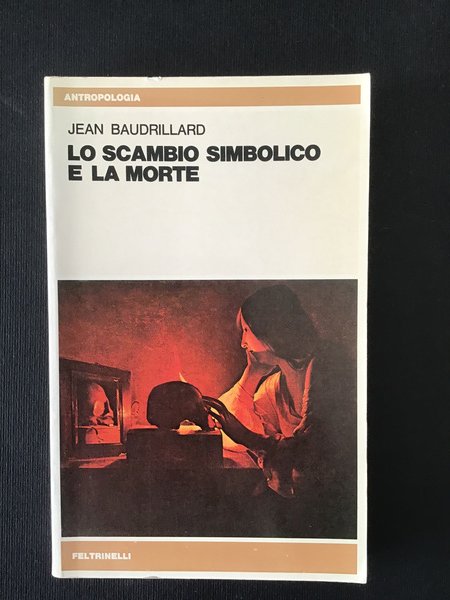 ANTROPOLOGIA
JEAN BAUDRILLARD
LO SCAMBIO SIMBOLICO
E LA MORTE
FELTRINELLI